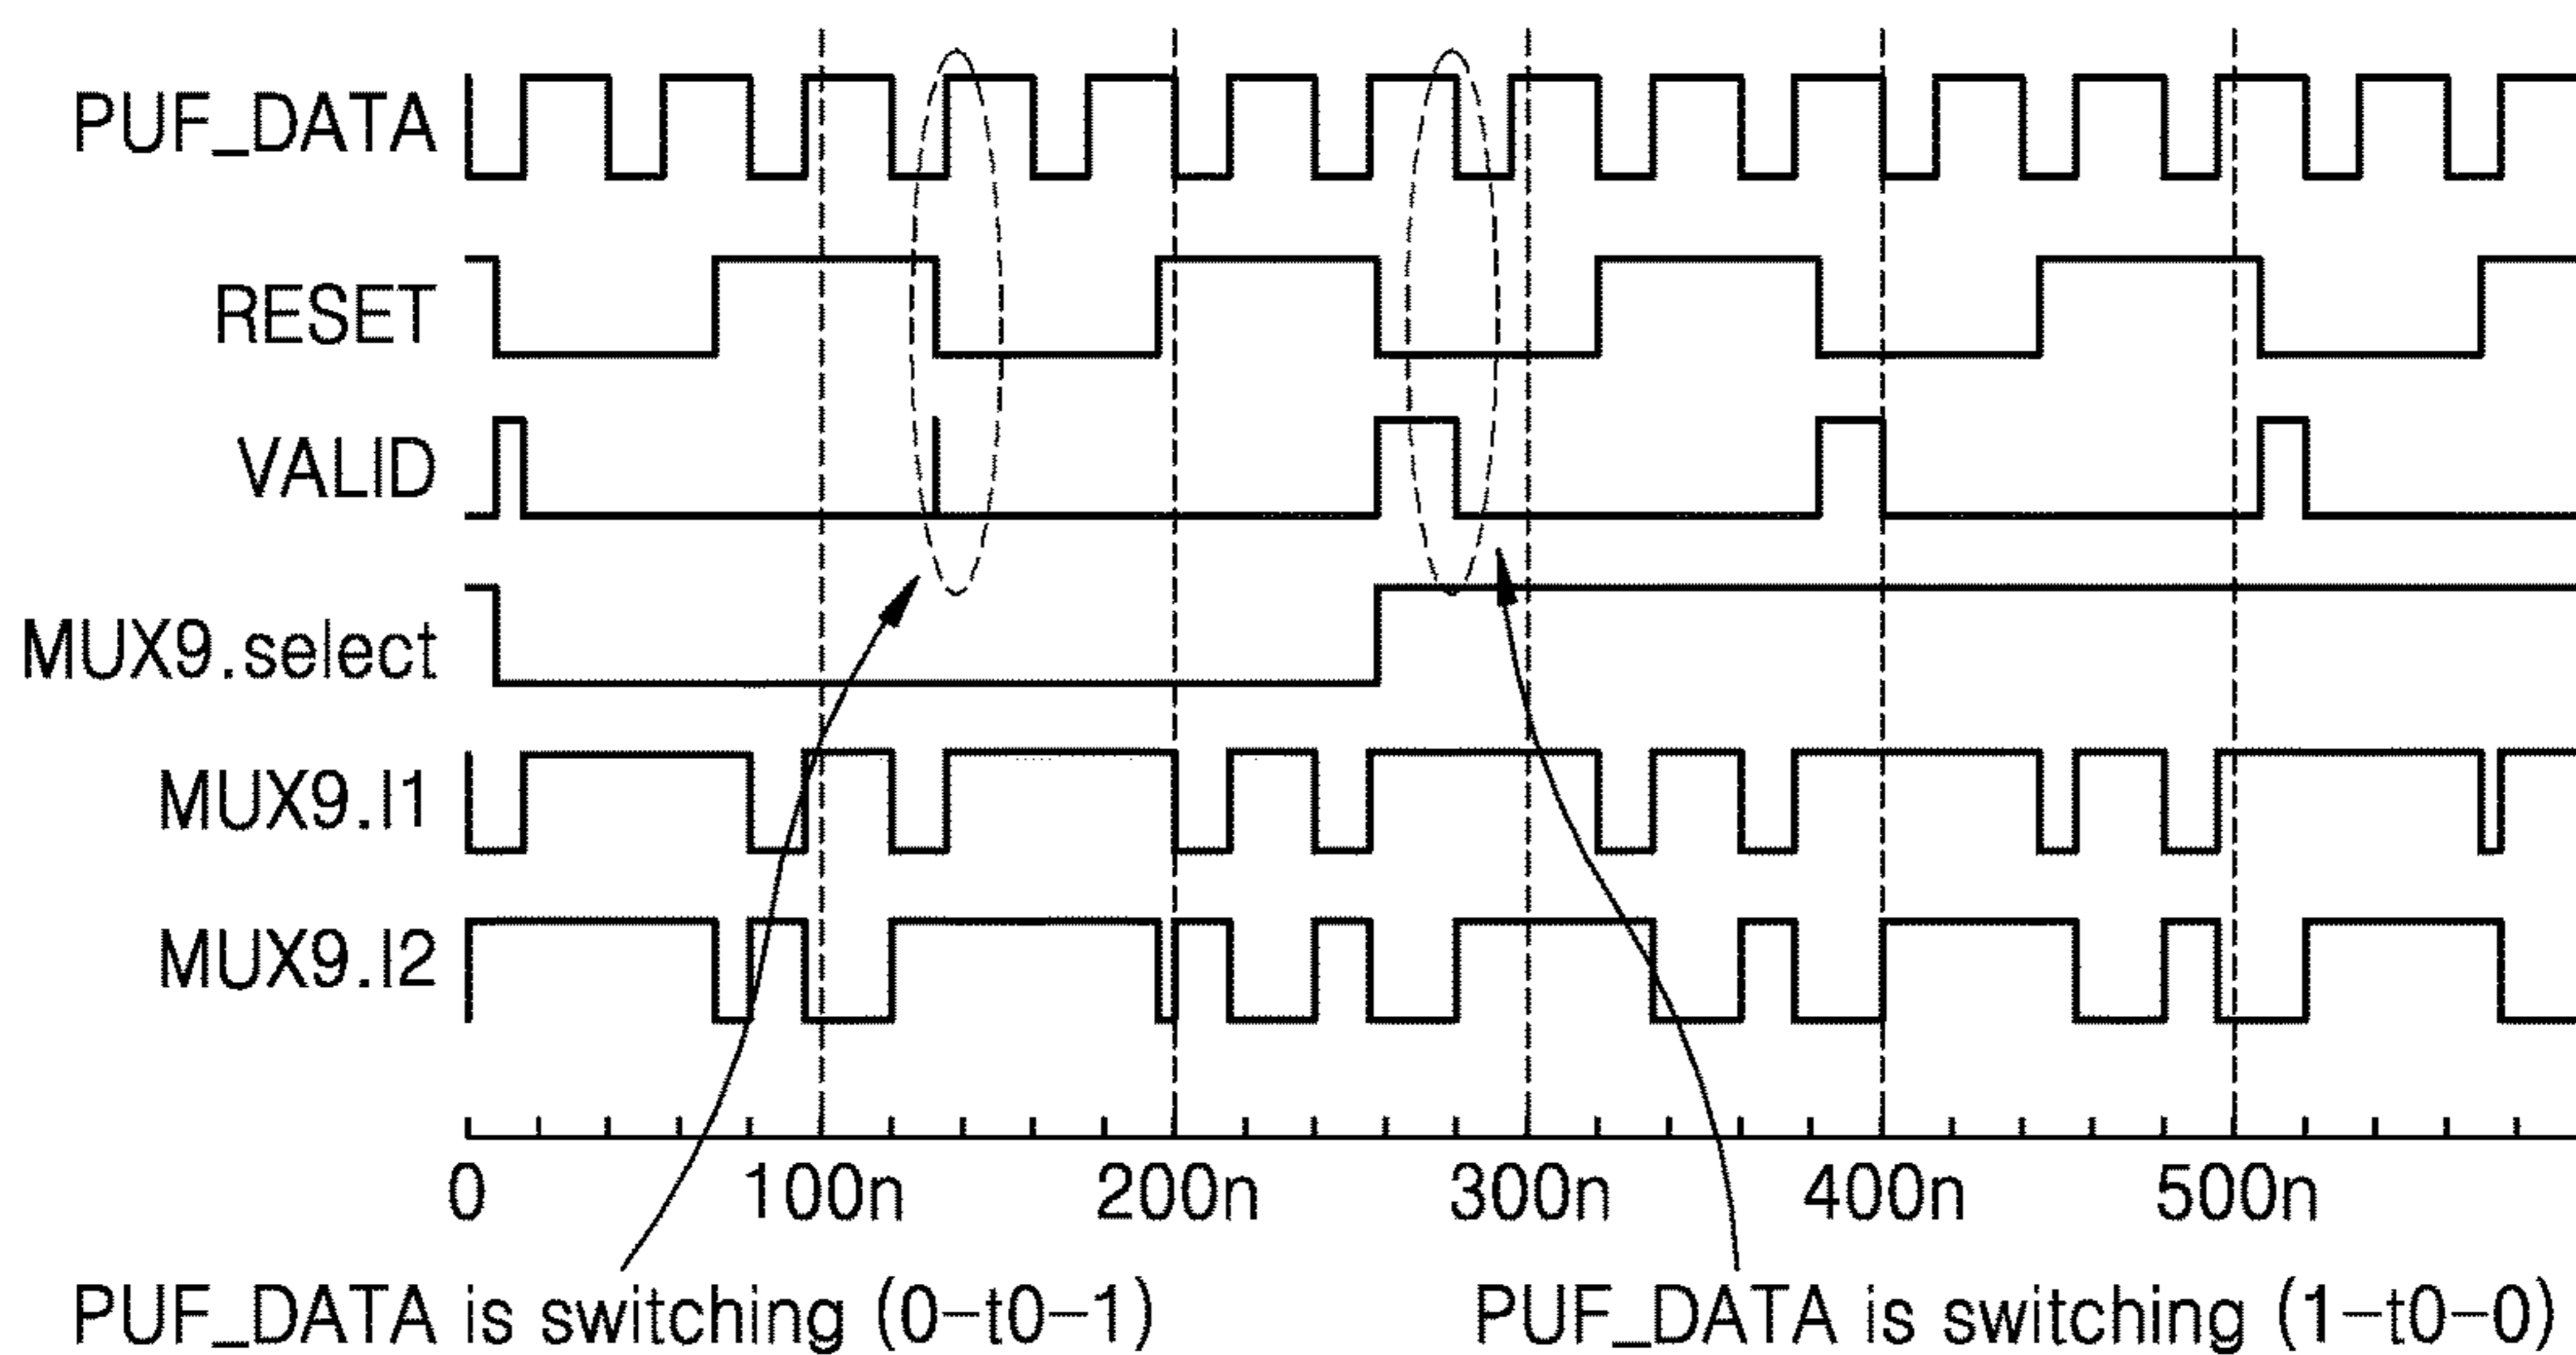 PUF_DATA
RESET
VALID
MUX9.select
MUX9.I1
MUX9.I2
0 100n 200n 300n 400n 500n
PUF_DATA is switching (0-t0-1) PUF_DATA is switching (1-t0-0)